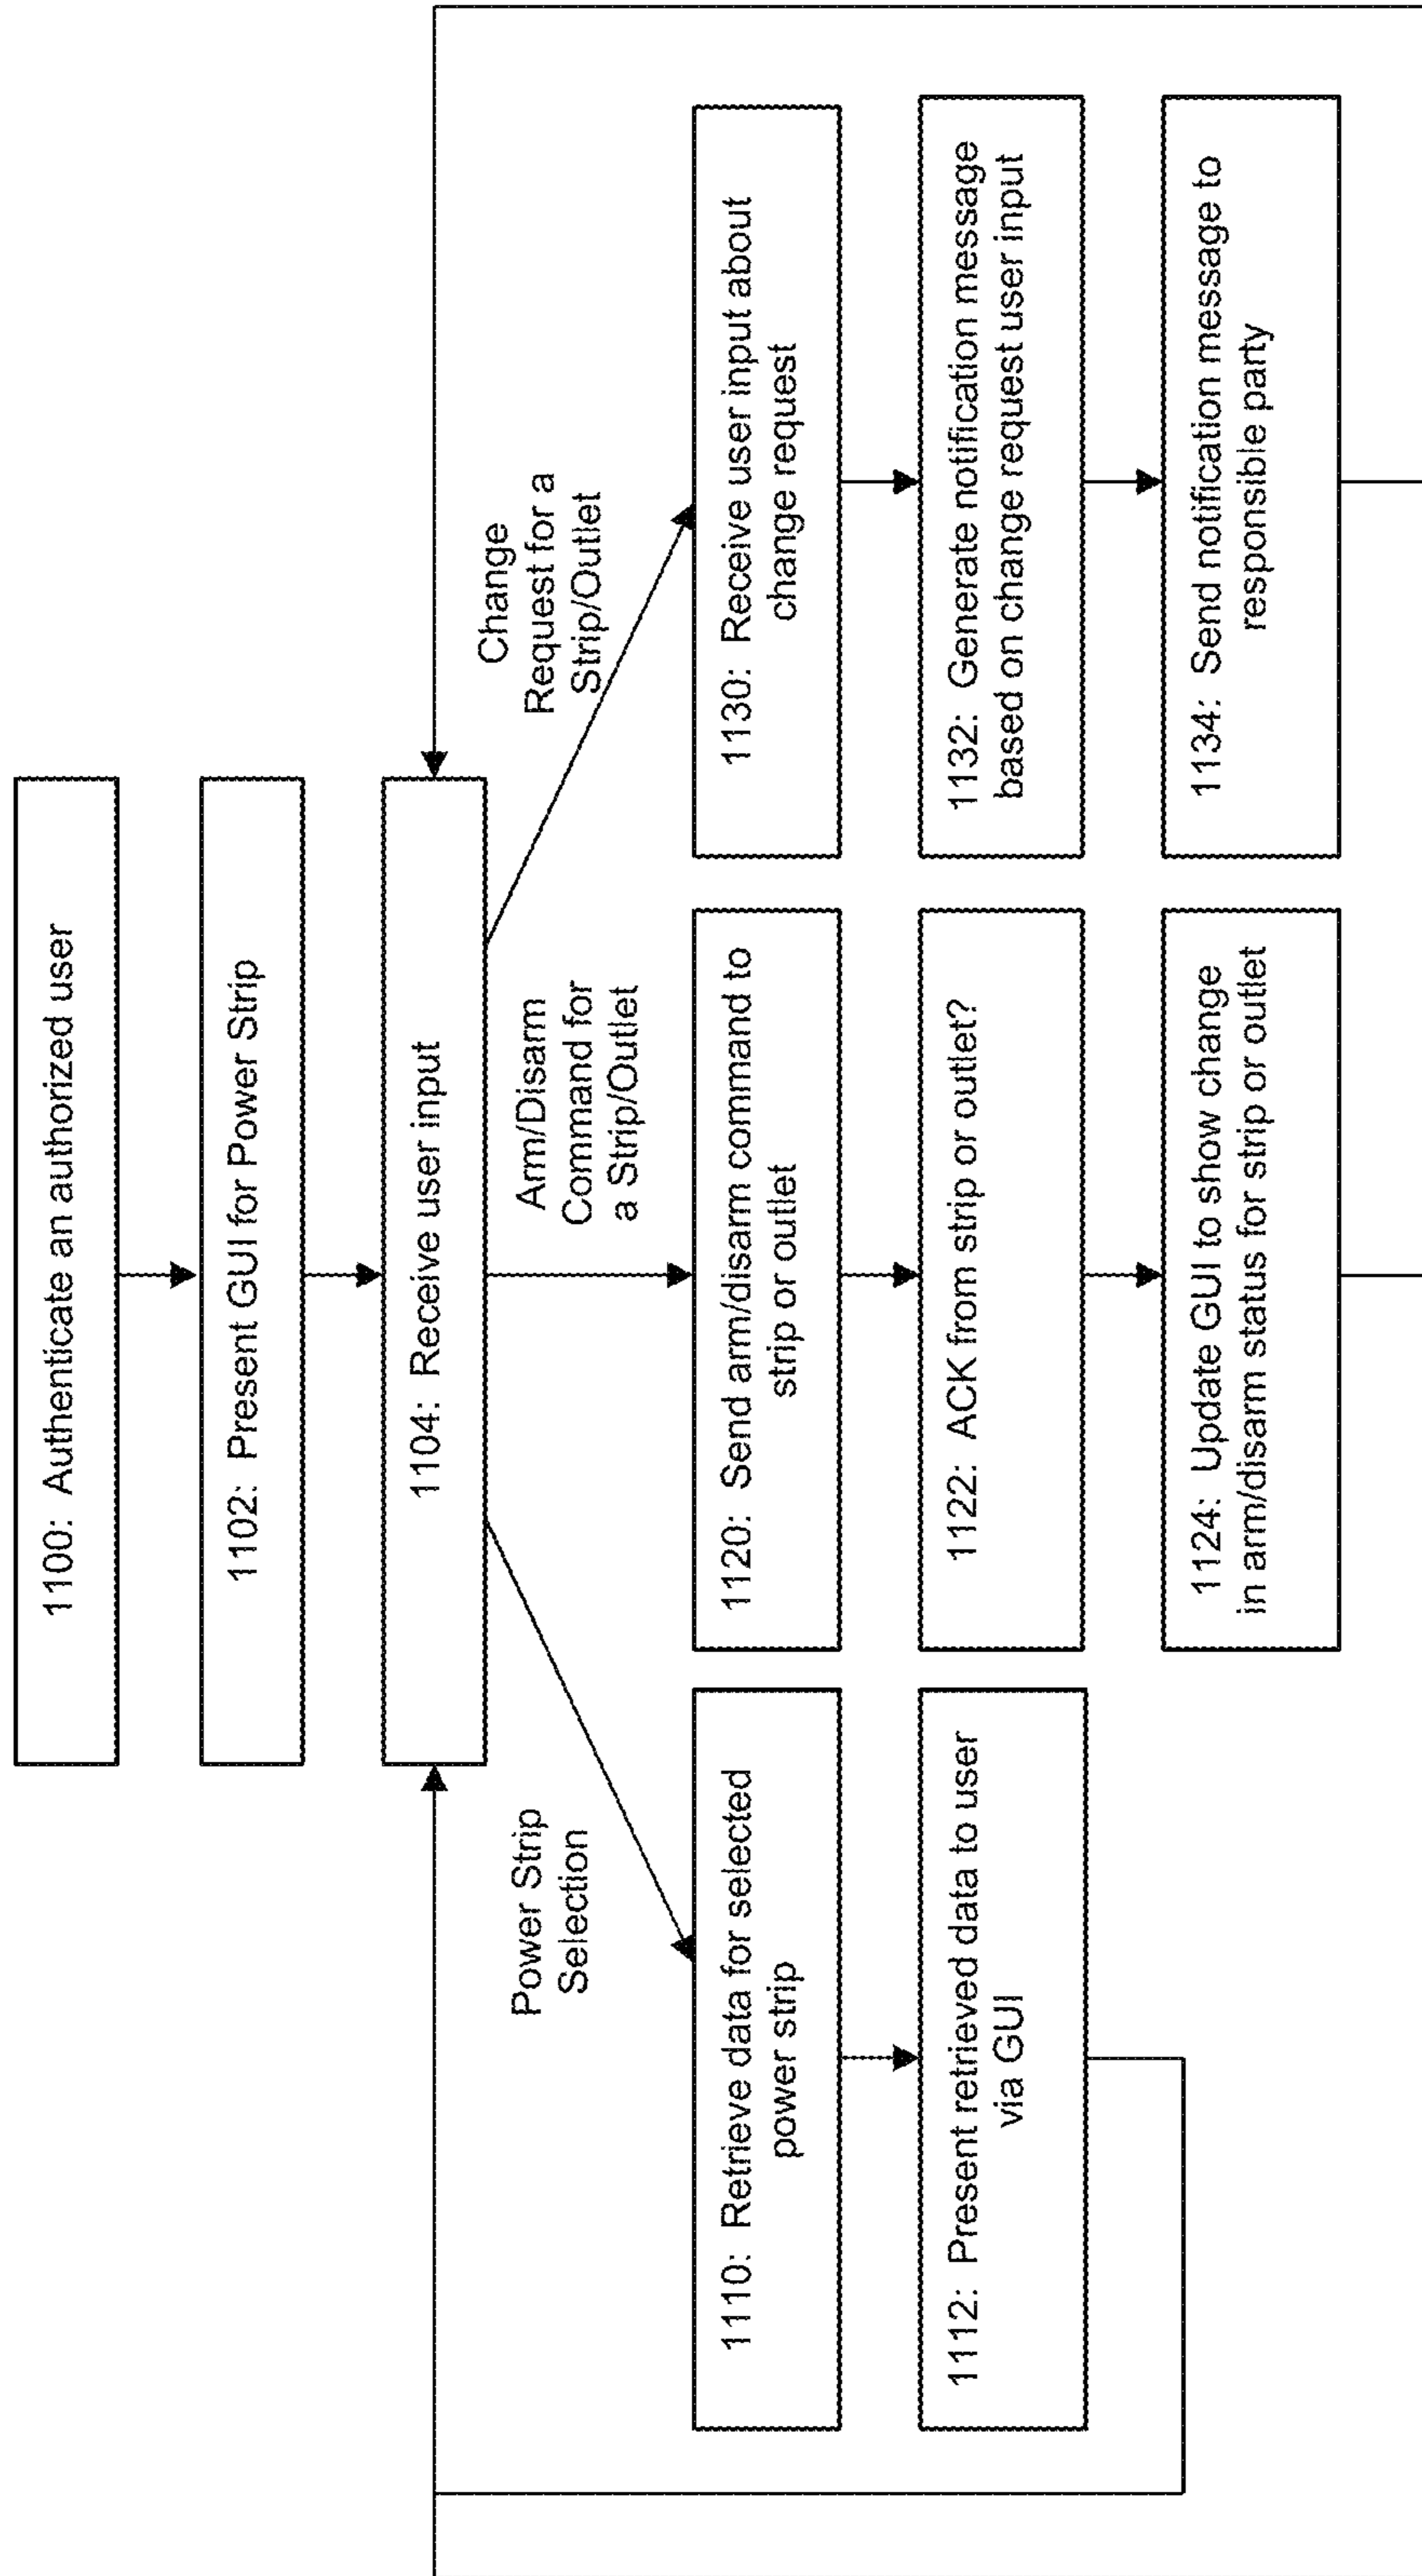 1100: Authenticate an authorized user
1102: Present GUI for Power Strip
1104: Receive user input
Power Strip
Selection
Arm/Disarm
Command for
a Strip/Outlet
Change
Request for a
Strip/Outlet
1110: Retrieve data for selected
power strip
1112: Present retrieved data to user
via GUI
1120: Send arm/disarm command to
strip or outlet
1122: ACK from strip or outlet?
1124: Update GUI to show change
in arm/disarm status for strip or outlet
1130: Receive user input about
change request
1132: Generate notification message
based on change request user input
1134: Send notification message to
responsible party